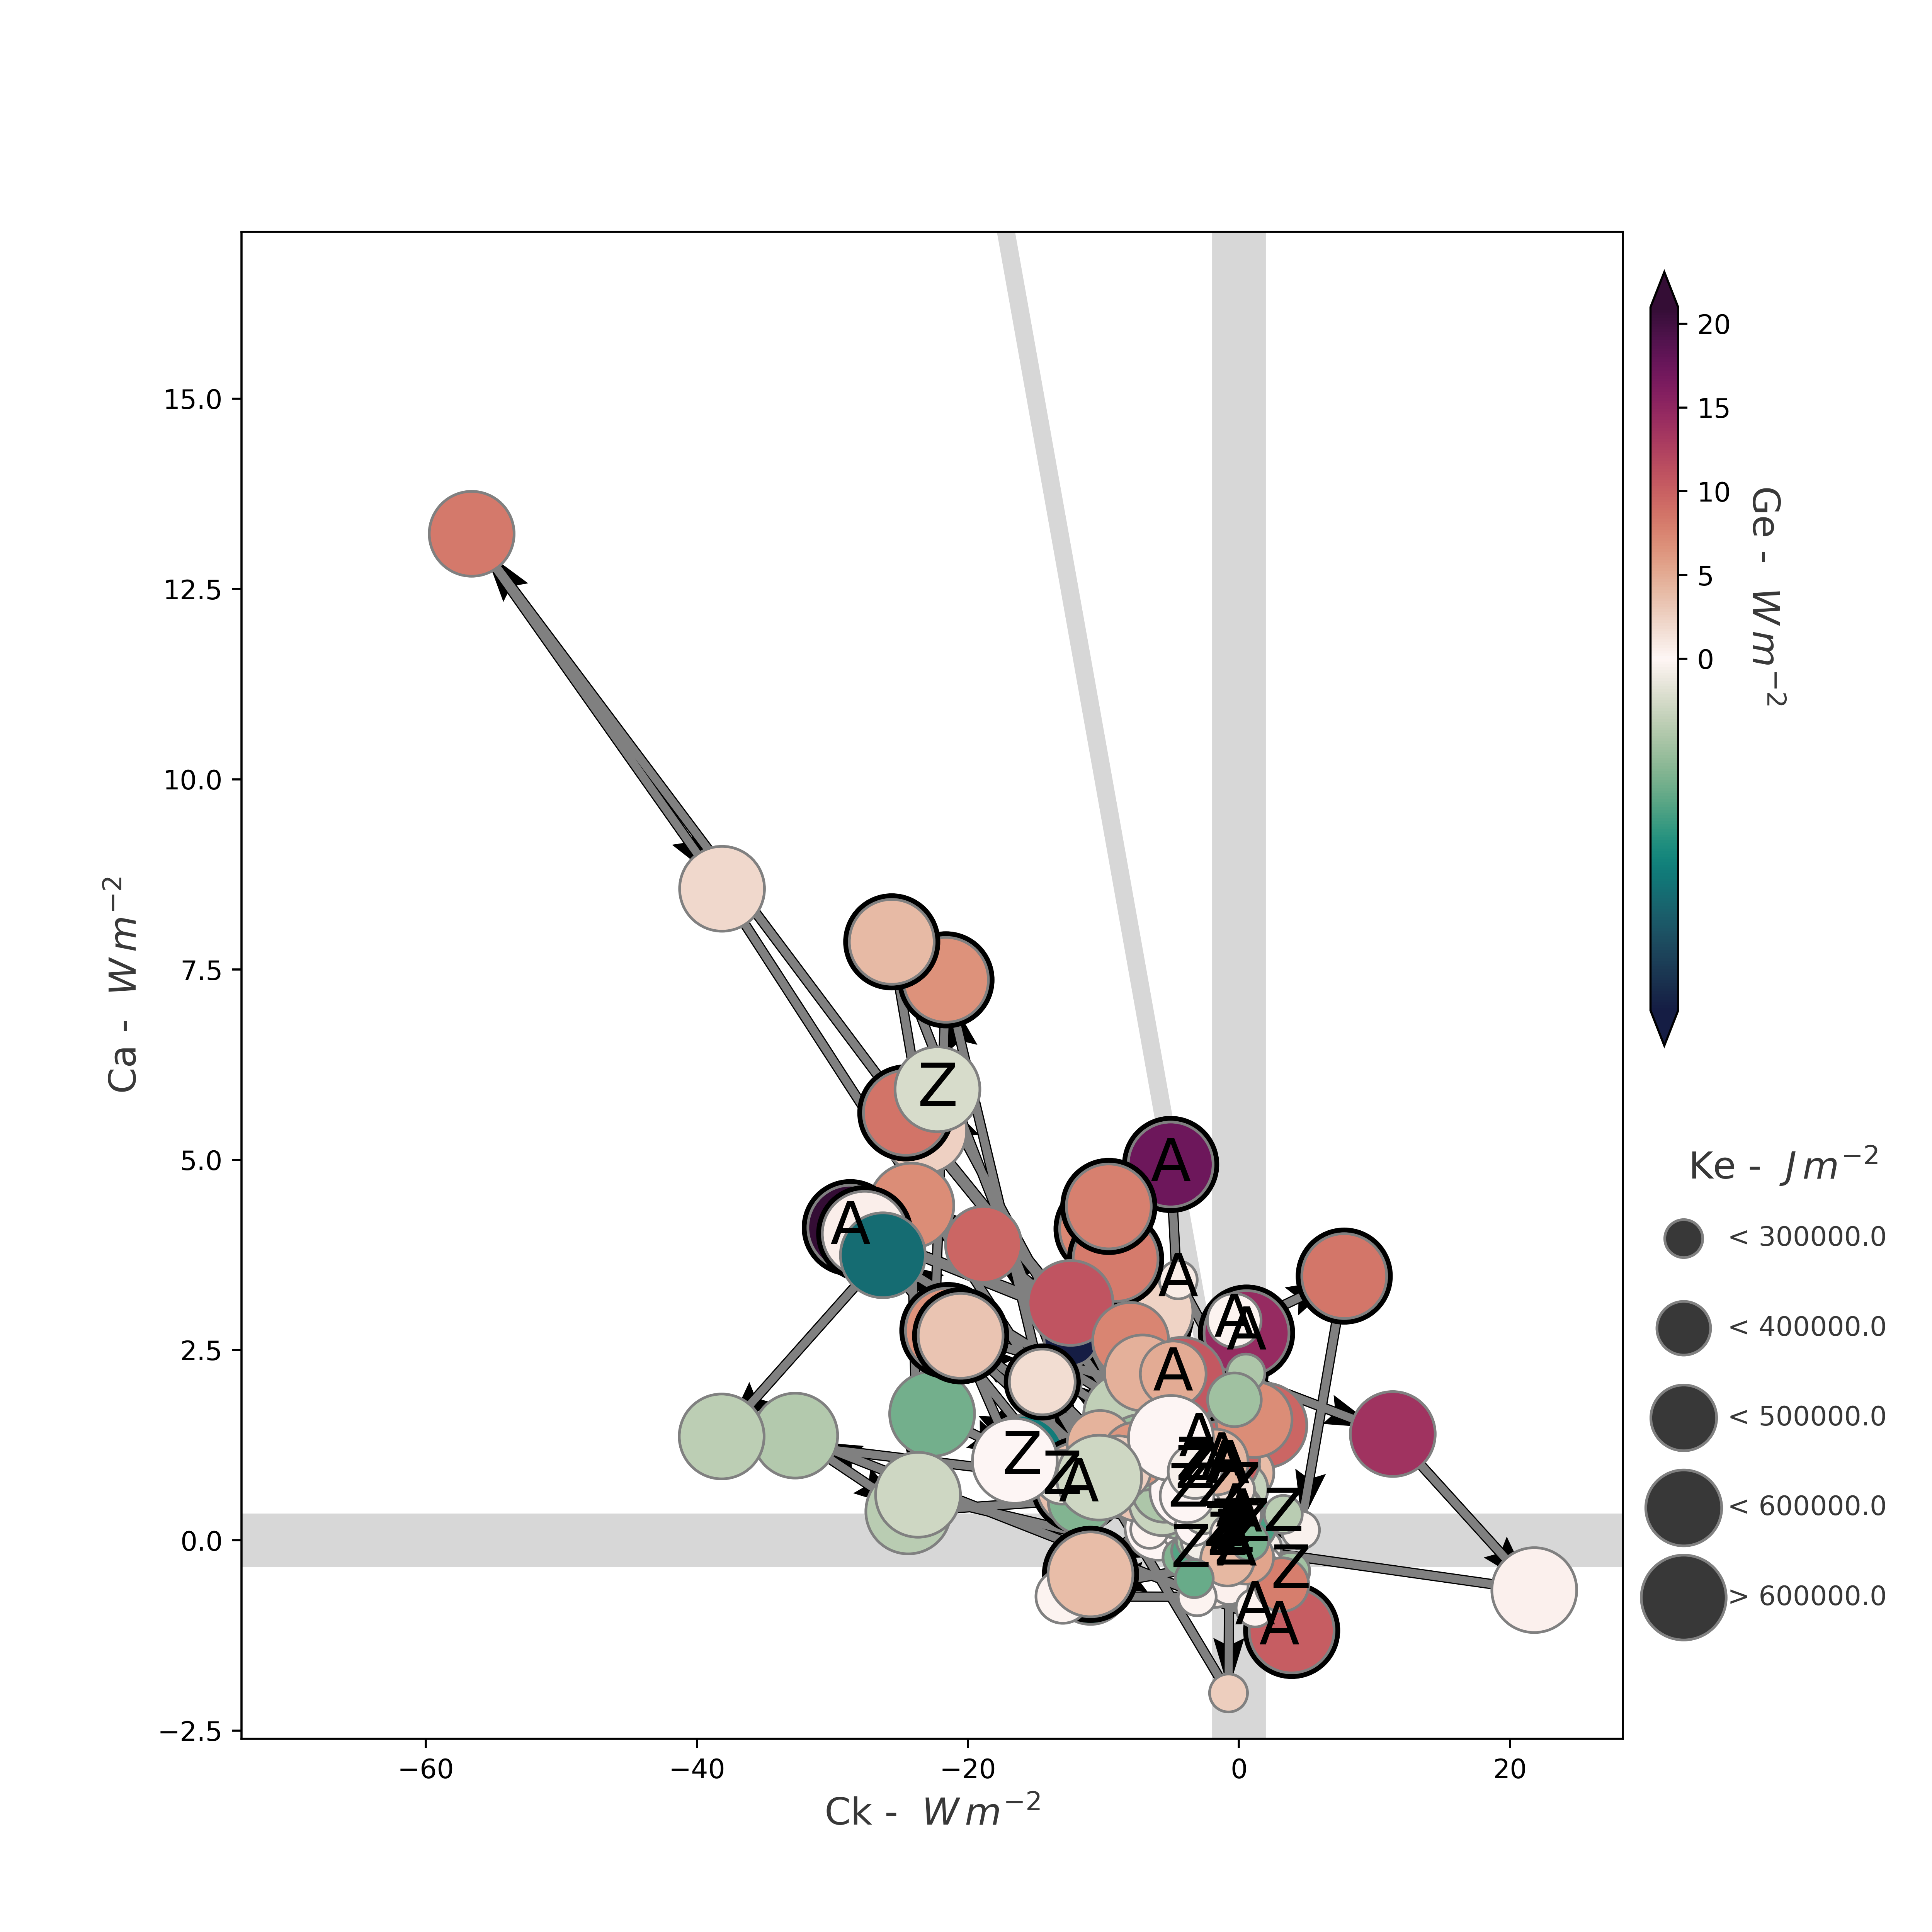 15.0
12.5
10.0
7.5
5.0
2.5
0.0
−2.5
Ca - W m⁻²
−60
−40
−20
0
20
Ck - W m⁻²
20
15
10
5
0
Ge - W m⁻²
Ke - J m⁻²
< 300000.0
< 400000.0
< 500000.0
< 600000.0
> 600000.0
Z
A
A
A
A
A
A
Z
Z
A
Z
Z
Z
A
A